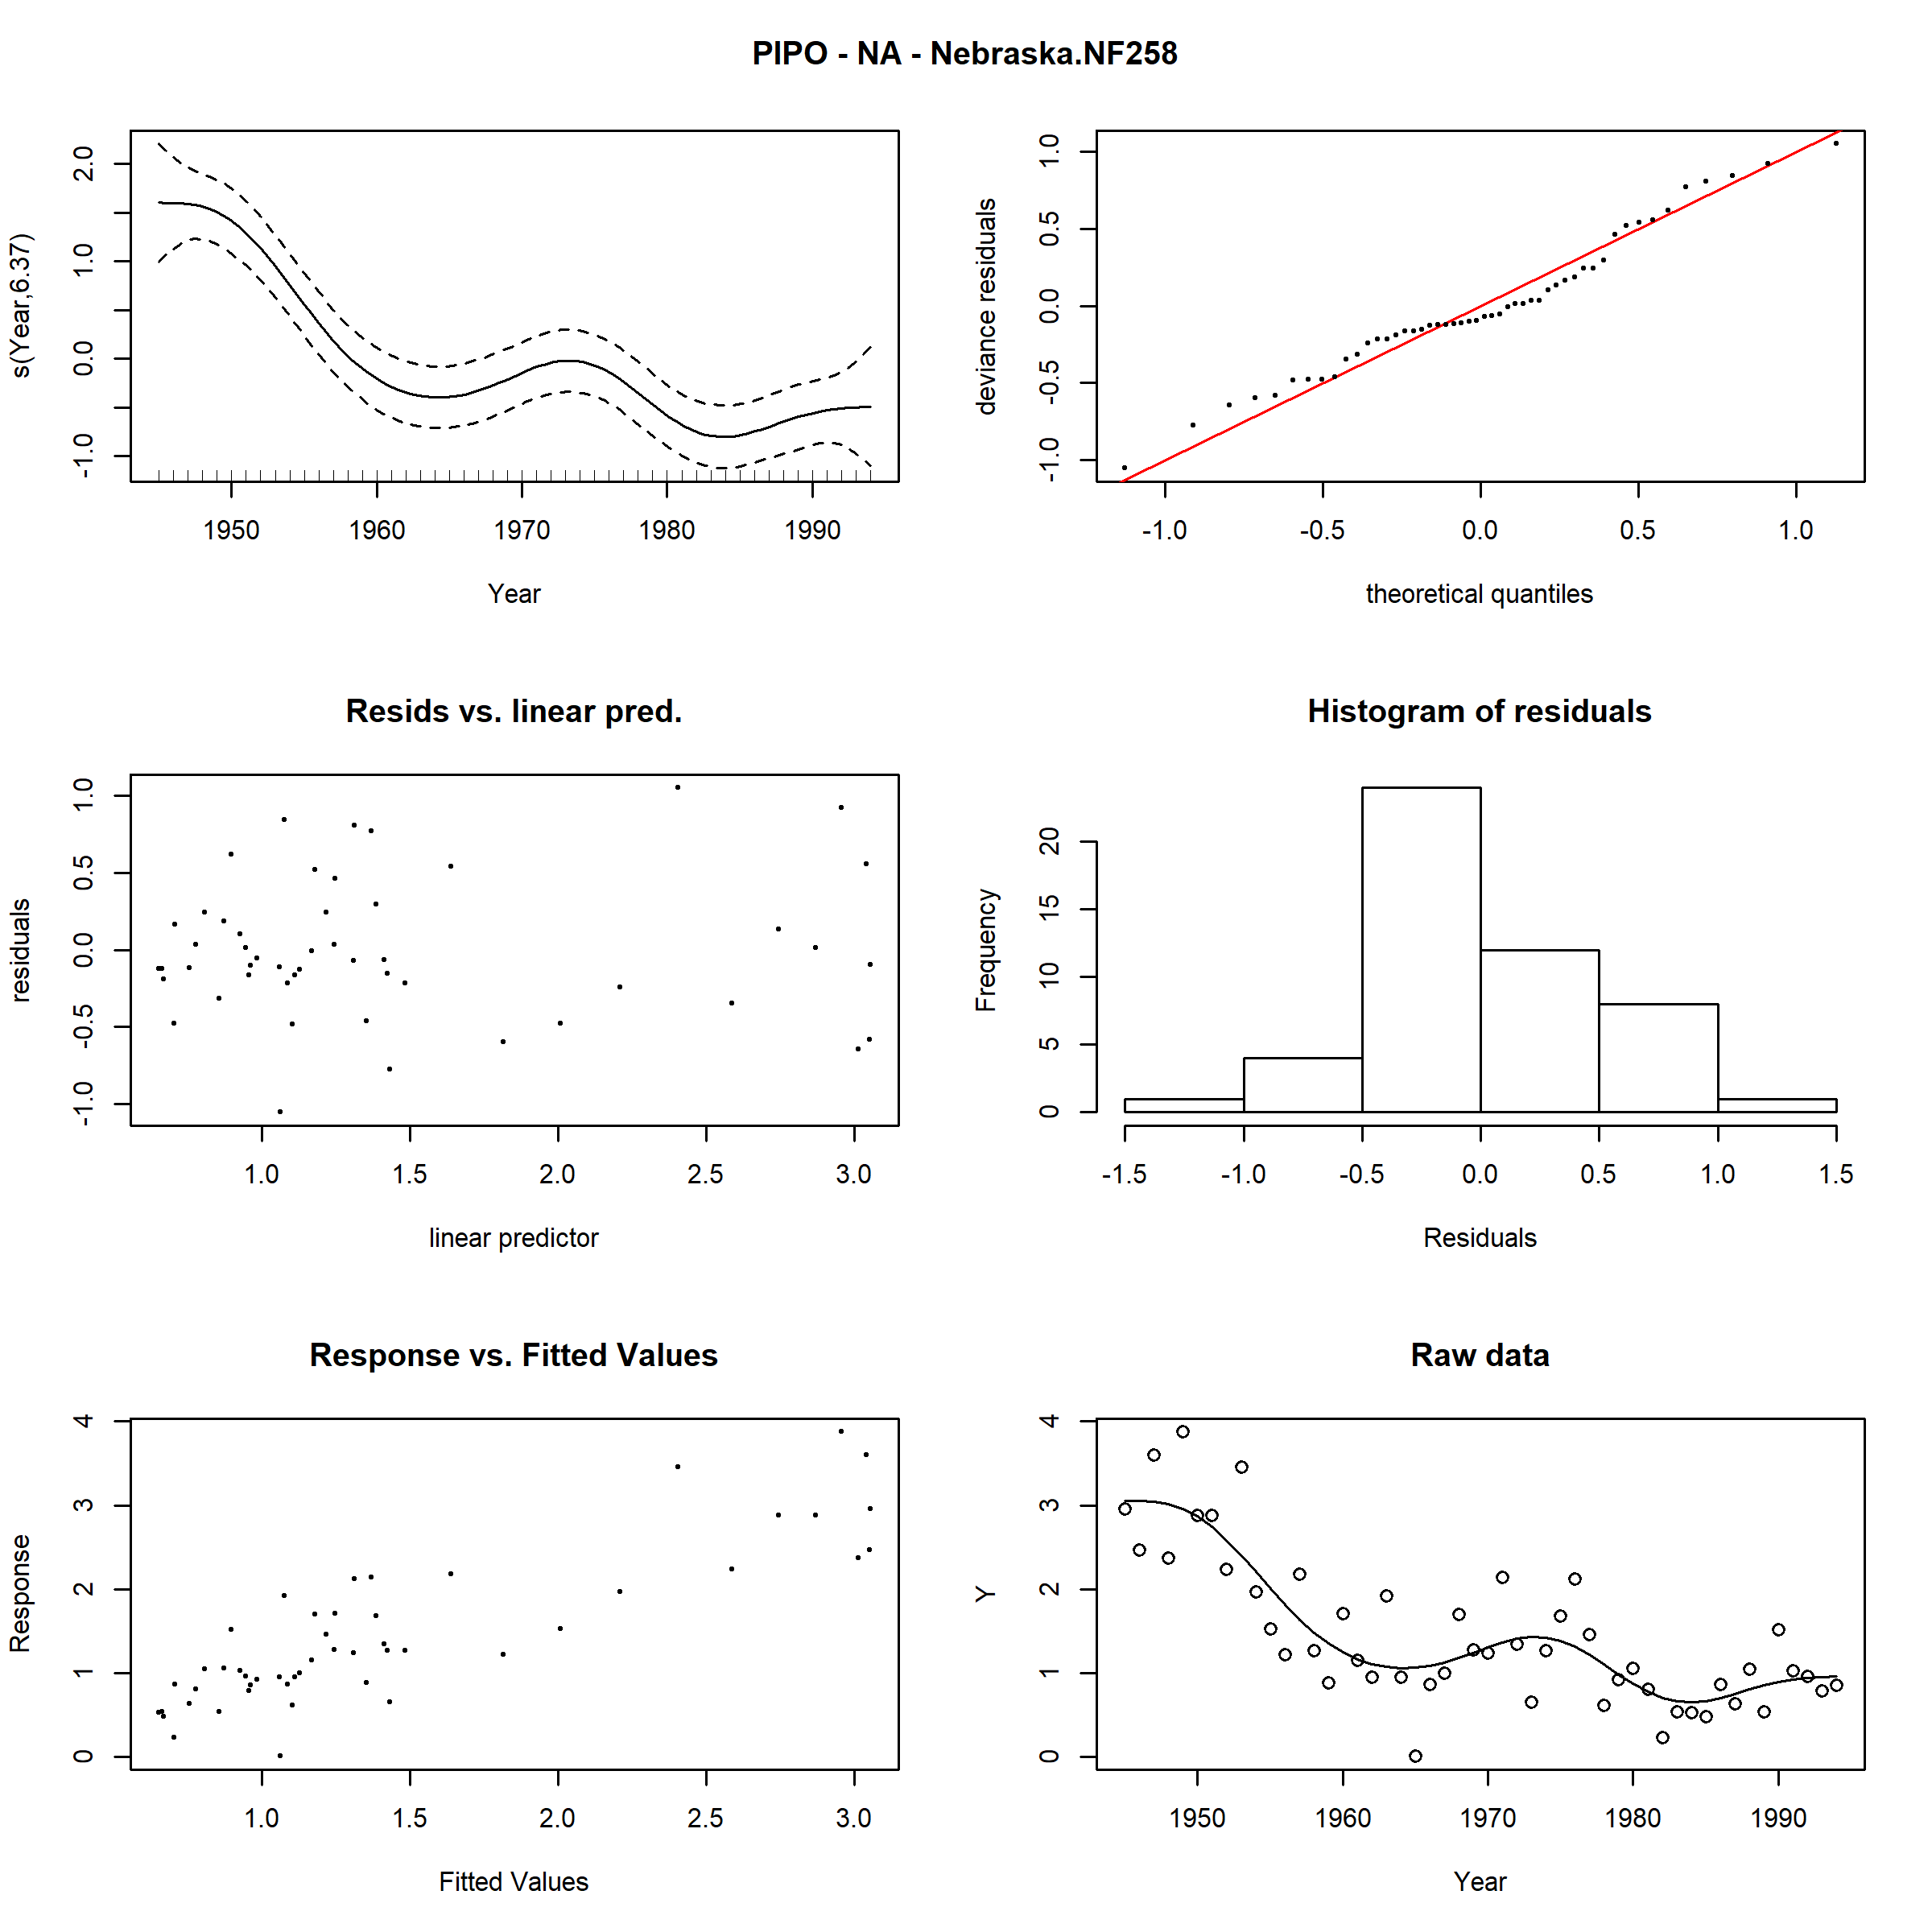 PIPO - NA - Nebraska.NF258
s(Year,6.37)
-1.0 0.0 1.0 2.0
1950 1960 1970 1980 1990
Year
deviance residuals
-1.0 -0.5 0.0 0.5 1.0
-1.0 -0.5 0.0 0.5 1.0
theoretical quantiles
Resids vs. linear pred.
residuals
-1.0 -0.5 0.0 0.5 1.0
1.0 1.5 2.0 2.5 3.0
linear predictor
Histogram of residuals
Frequency
0 5 10 15 20
-1.5 -1.0 -0.5 0.0 0.5 1.0 1.5
Residuals
Response vs. Fitted Values
Response
0 1 2 3 4
1.0 1.5 2.0 2.5 3.0
Fitted Values
Raw data
Y
0 1 2 3 4
1950 1960 1970 1980 1990
Year